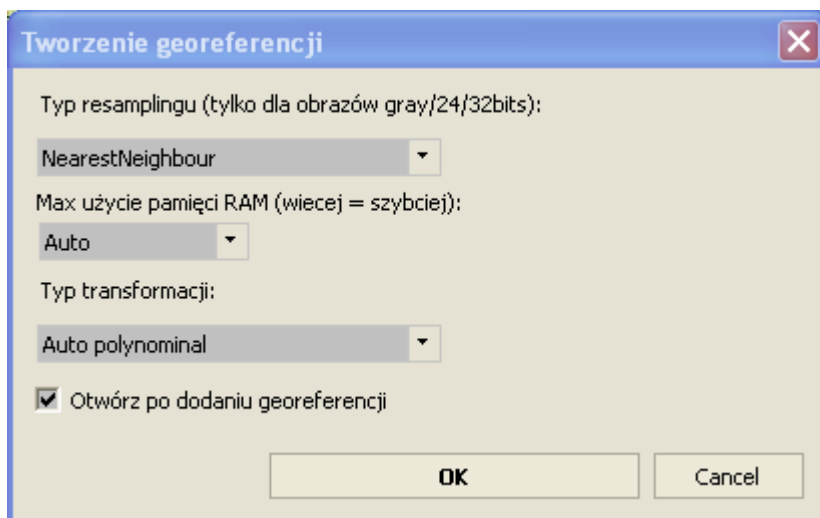 Tworzenie georeferencji
Typ resamplingu (tylko dla obrazów gray/24/32bits):
NearestNeighbour
Max użycie pamięci RAM (wiecej = szybciej):
Auto
Typ transformacji:
Auto polynominal
Otwórz po dodaniu georeferencji
OK Cancel